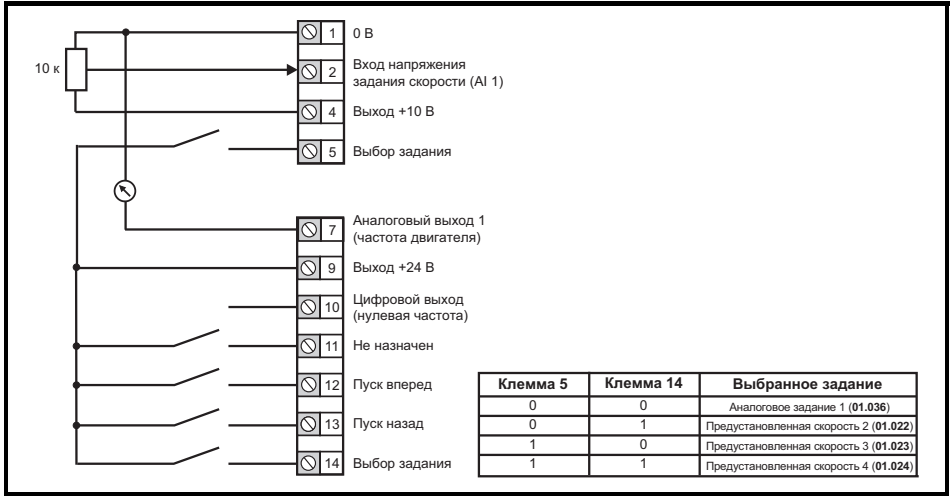 10 к
1 0 В
2 Вход напряжения
задания скорости (AI 1)
4 Выход +10 В
5 Выбор задания
7 Аналоговый выход 1
(частота двигателя)
9 Выход +24 В
10 Цифровой выход
(нулевая частота)
11 Не назначен
12 Пуск вперед
13 Пуск назад
14 Выбор задания
Клемма 5 Клемма 14 Выбранное задание
0 0 Аналоговое задание 1 (01.036)
0 1 Предустановленная скорость 2 (01.022)
1 0 Предустановленная скорость 3 (01.023)
1 1 Предустановленная скорость 4 (01.024)